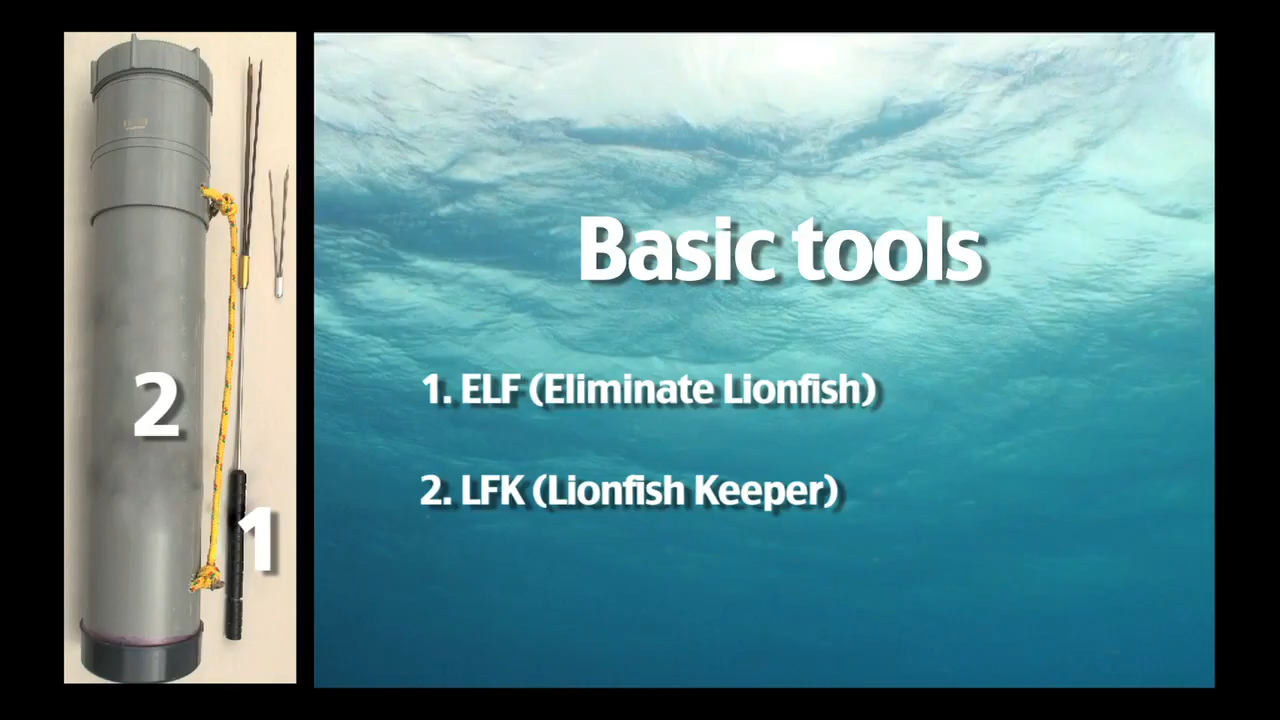 Basic tools
1. ELF (Eliminate Lionfish)
2. LFK (Lionfish Keeper)
2
1